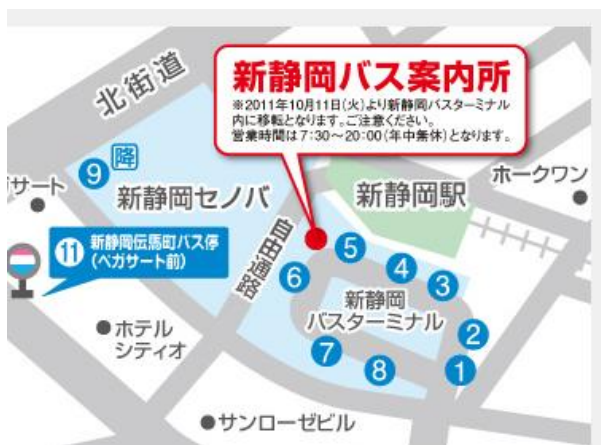 北街道
新静岡バス案内所
※2011年10月11日(火)より新静岡バスターミナル
内に移転となります。ご注意ください。
営業時間は7:30～20:00(年中無休)となります。
9
降
新静岡セノバ
新静岡駅
ホークワン
ガサート
11
新静岡伝馬町バス停
(ペガサート前)
自由通路
5
6
4
3
新静岡
バスターミナル
2
ホテル
シティオ
7
8
1
サンローゼビル